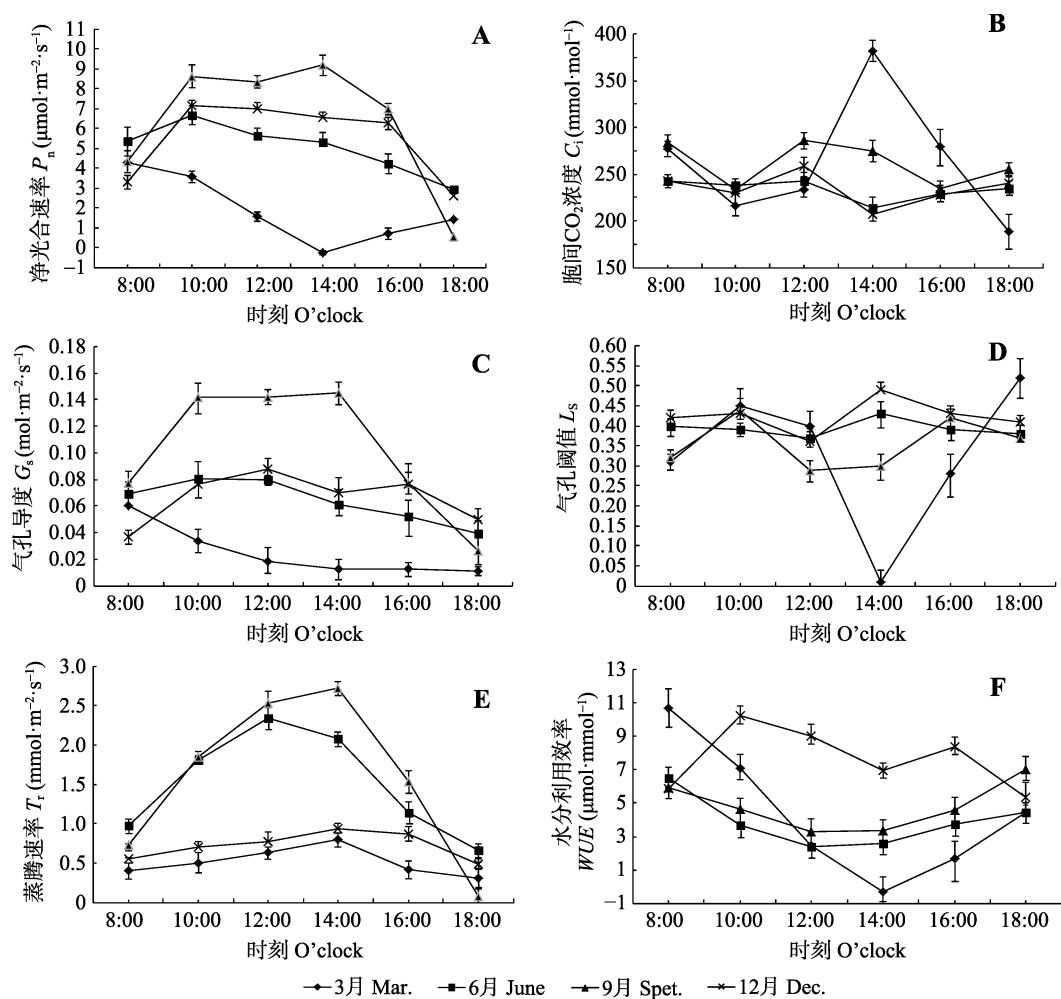 A
净光合速率 Pn (μmol·m−2·s−1)
11
10
9
8
7
6
5
4
3
2
1
0
−1
8:00 10:00 12:00 14:00 16:00 18:00
时刻 O’clock
B
胞间CO2浓度 Ci (mmol·mol−1)
400
350
300
250
200
150
8:00 10:00 12:00 14:00 16:00 18:00
时刻 O’clock
C
气孔导度 Gs (mol·m−2·s−1)
0.18
0.16
0.14
0.12
0.10
0.08
0.06
0.04
0.02
0
8:00 10:00 12:00 14:00 16:00 18:00
时刻 O’clock
D
气孔阈值 Ls
0.60
0.55
0.50
0.45
0.40
0.35
0.30
0.25
0.20
0.15
0.10
0.05
0
8:00 10:00 12:00 14:00 16:00 18:00
时刻 O’clock
E
蒸腾速率 Tr (mmol·m−2·s−1)
3.0
2.5
2.0
1.5
1.0
0.5
0
8:00 10:00 12:00 14:00 16:00 18:00
时刻 O’clock
F
水分利用效率
WUE (μmol·mmol−1)
13
11
9
7
5
3
1
−1
8:00 10:00 12:00 14:00 16:00 18:00
时刻 O’clock
3月 Mar. 6月 June 9月 Spet. 12月 Dec.